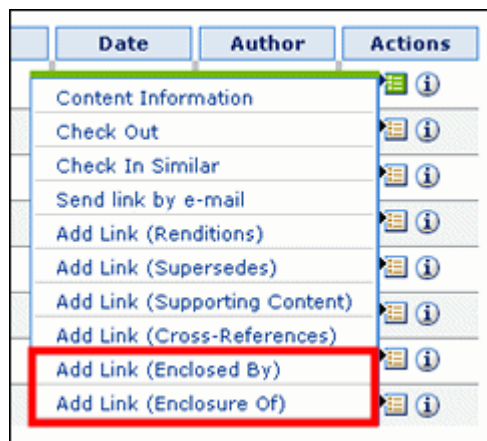 Date Author Actions
Content Information
Check Out
Check In Similar
Send link by e-mail
Add Link (Renditions)
Add Link (Supersedes)
Add Link (Supporting Content)
Add Link (Cross-References)
Add Link (Enclosed By)
Add Link (Enclosure Of)